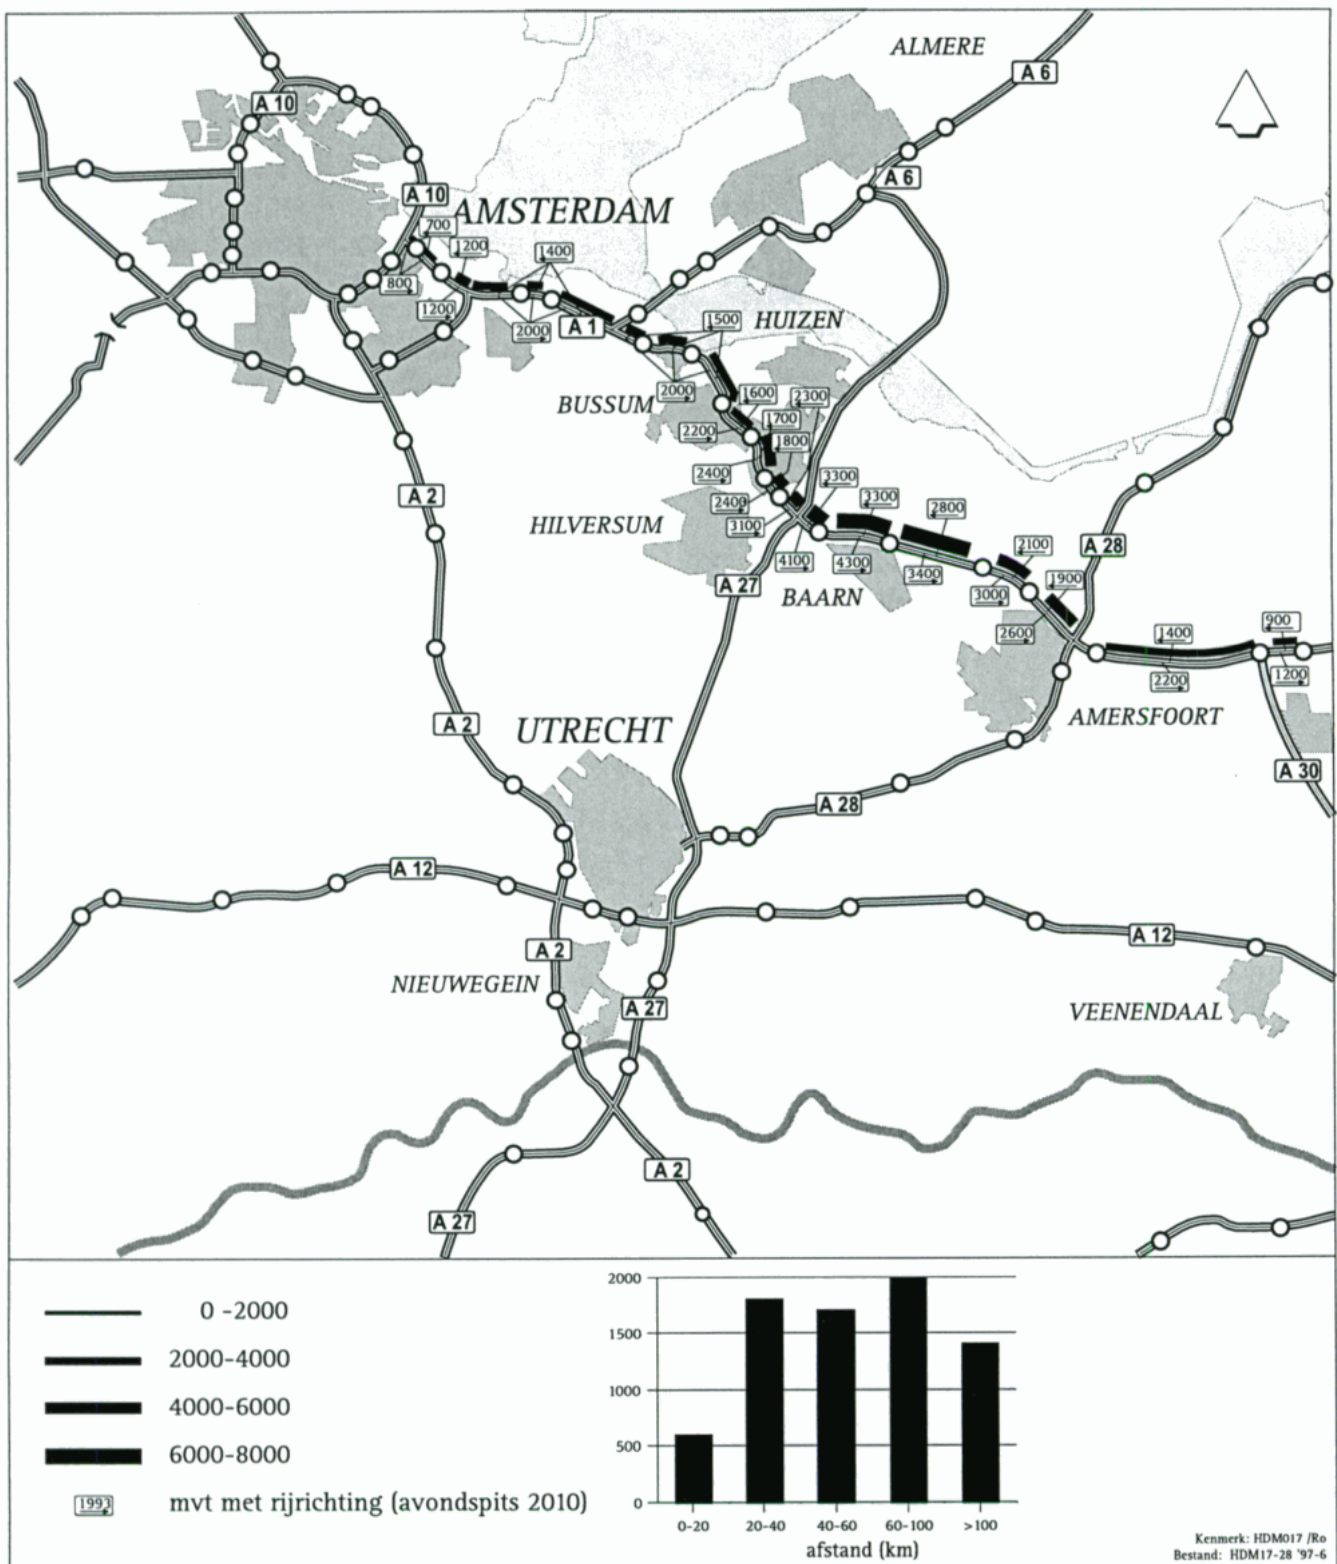 ALMERE
A 6
A 10
A 6
A 10
AMSTERDAM
700
1200
1400
800
1200
2000
A 1
1500
HUIZEN
2000
BUSSUM
1600
2300
2200
1700
1800
2400
3300
3300
2400
2800
A 2
HILVERSUM
3100
4100
4300
3400
2100
A 28
A 27
BAARN
3000
1900
2600
1400
900
2200
1200
A 2
UTRECHT
AMERSFOORT
A 30
A 28
A 12
A 2
A 12
NIEUWEGEIN
A 27
VEENENDAAL
A 2
A 27
0 -2000
2000-4000
4000-6000
6000-8000
1993 mvt met rijrichting (avondspits 2010)
2000
1500
1000
500
0
0-20 20-40 40-60 60-100 >100
afstand (km)
Kenmerk: HDM017 /Ro
Bestand: HDM17-28 '97-6